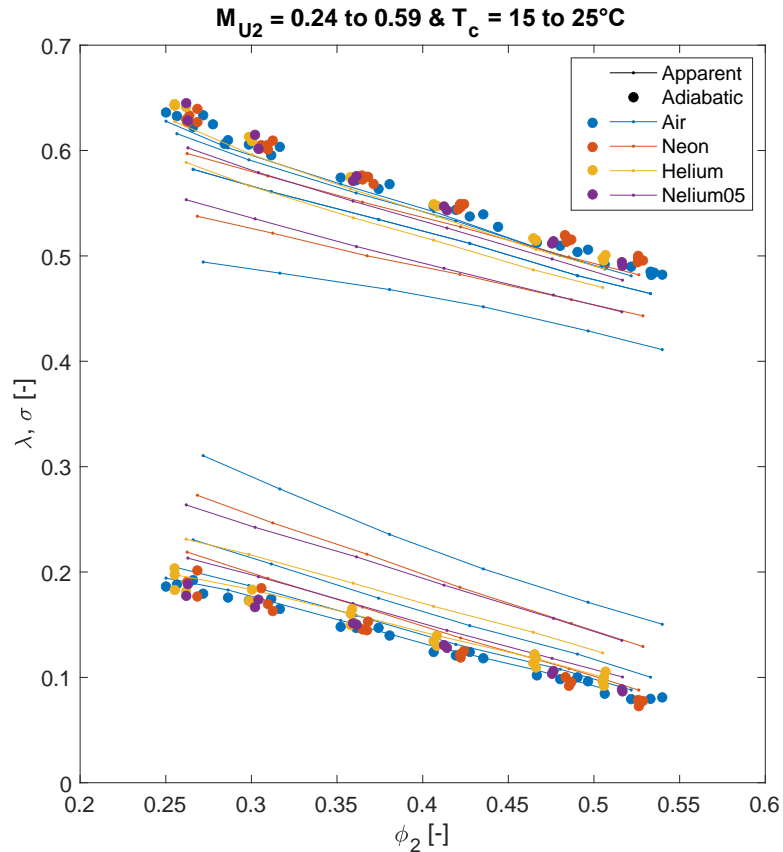 M_U2 = 0.24 to 0.59 & T_c = 15 to 25°C
0.7
0.6
0.5
0.4
0.3
0.2
0.1
0
λ, σ [-]
Apparent
Adiabatic
Air
Neon
Helium
Nelium05
0.2 0.25 0.3 0.35 0.4 0.45 0.5 0.55 0.6
ϕ_2 [-]